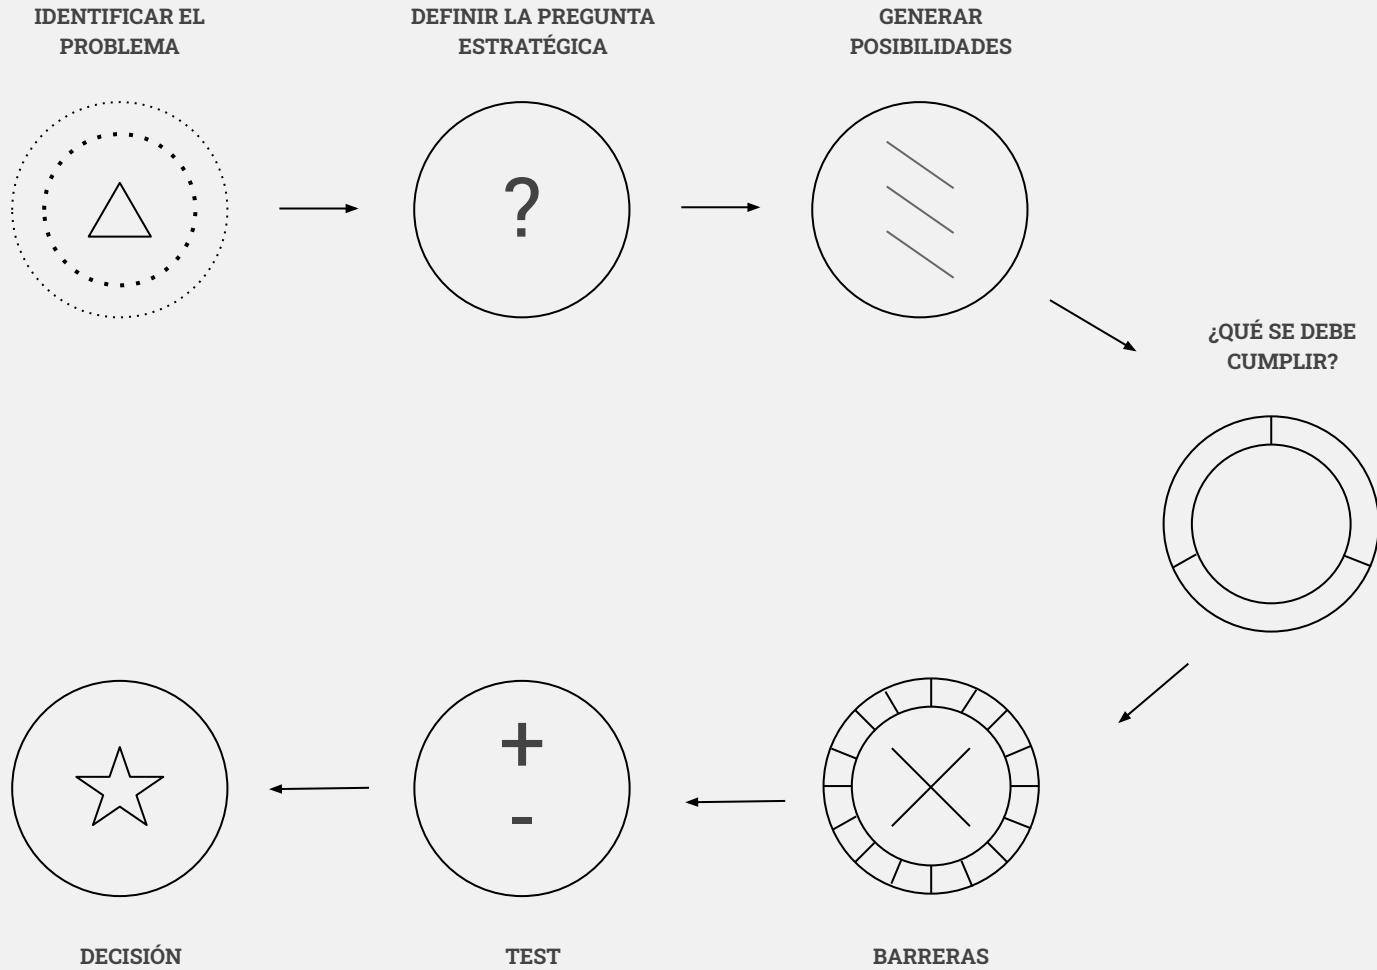 IDENTIFICAR EL
PROBLEMA
DEFINIR LA PREGUNTA
ESTRATÉGICA
GENERAR
POSIBILIDADES
?
¿QUÉ SE DEBE
CUMPLIR?
+
-
DECISIÓN
TEST
BARRERAS